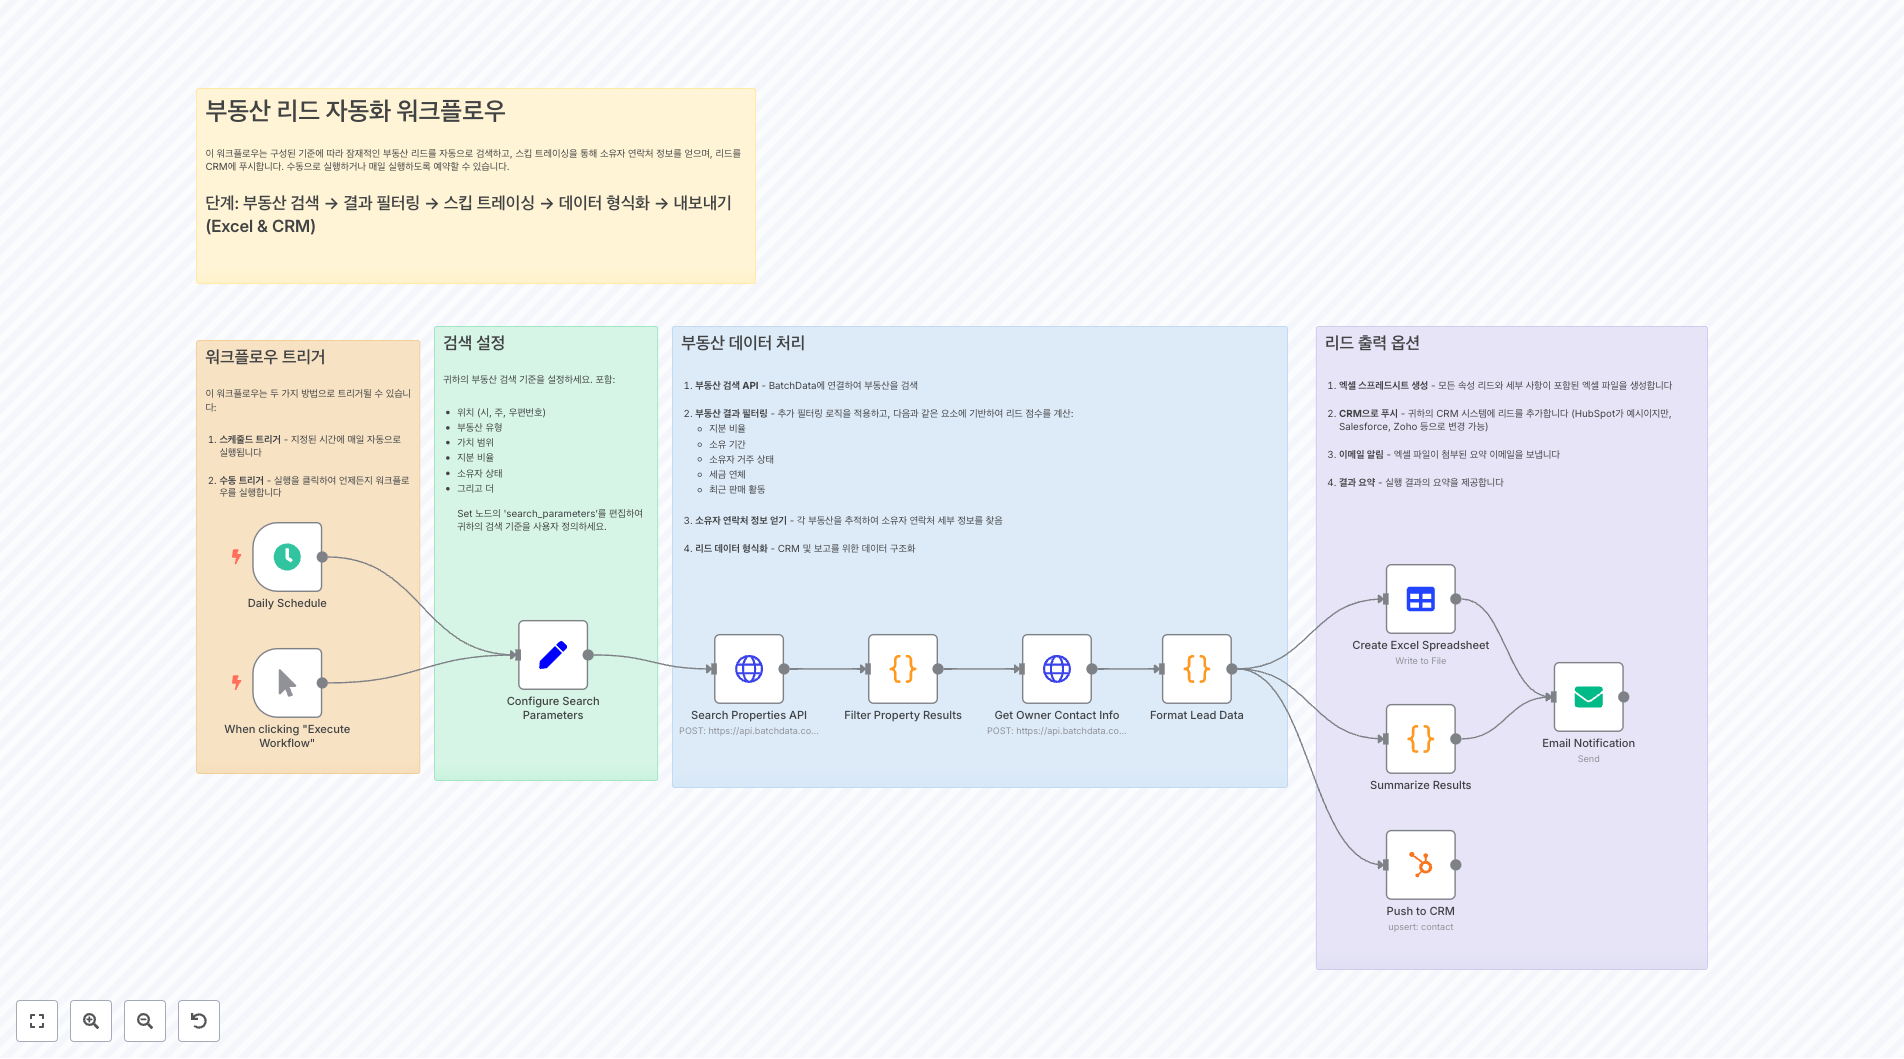 부동산 리드 자동화 워크플로우
이 워크플로우는 구성된 기준에 따라 잠재적인 부동산 리드를 자동으로 검색하고, 스킵 트레이싱을 통해 소유자 연락처 정보를 얻으며, 리드를
CRM에 푸시합니다. 수동으로 실행하거나 매일 실행하도록 예약할 수 있습니다.
단계: 부동산 검색 → 결과 필터링 → 스킵 트레이싱 → 데이터 형식화 → 내보내기
(Excel & CRM)
워크플로우 트리거
이 워크플로우는 두 가지 방법으로 트리거될 수 있습니
다:
1. 스케줄드 트리거 - 지정된 시간에 매일 자동으로
실행됩니다
2. 수동 트리거 - 실행을 클릭하여 언제든지 워크플로
우를 실행합니다
Daily Schedule
When clicking "Execute
Workflow"
검색 설정
귀하의 부동산 검색 기준을 설정하세요. 포함:
• 위치 (시, 주, 우편번호)
• 부동산 유형
• 가치 범위
• 지분 비율
• 소유자 상태
• 그리고 더
Set 노드의 'search_parameters'를 편집하여
귀하의 검색 기준을 사용자 정의하세요.
Configure Search
Parameters
부동산 데이터 처리
1. 부동산 검색 API - BatchData에 연결하여 부동산을 검색
2. 부동산 결과 필터링 - 추가 필터링 로직을 적용하고, 다음과 같은 요소에 기반하여 리드 점수를 계산:
◦ 지분 비율
◦ 소유 기간
◦ 소유자 거주 상태
◦ 세금 연체
◦ 최근 판매 활동
3. 소유자 연락처 정보 얻기 - 각 부동산을 추적하여 소유자 연락처 세부 정보를 찾음
4. 리드 데이터 형식화 - CRM 및 보고를 위한 데이터 구조화
Search Properties API
POST: https://api.batchdata.co...
Filter Property Results
Get Owner Contact Info
POST: https://api.batchdata.co...
Format Lead Data
리드 출력 옵션
1. 엑셀 스프레드시트 생성 - 모든 속성 리드와 세부 사항이 포함된 엑셀 파일을 생성합니다
2. CRM으로 푸시 - 귀하의 CRM 시스템에 리드를 추가합니다 (HubSpot가 예시이지만,
Salesforce, Zoho 등으로 변경 가능)
3. 이메일 알림 - 엑셀 파일이 첨부된 요약 이메일을 보냅니다
4. 결과 요약 - 실행 결과의 요약을 제공합니다
Create Excel Spreadsheet
Write to File
Summarize Results
Email Notification
Send
Push to CRM
upsert: contact